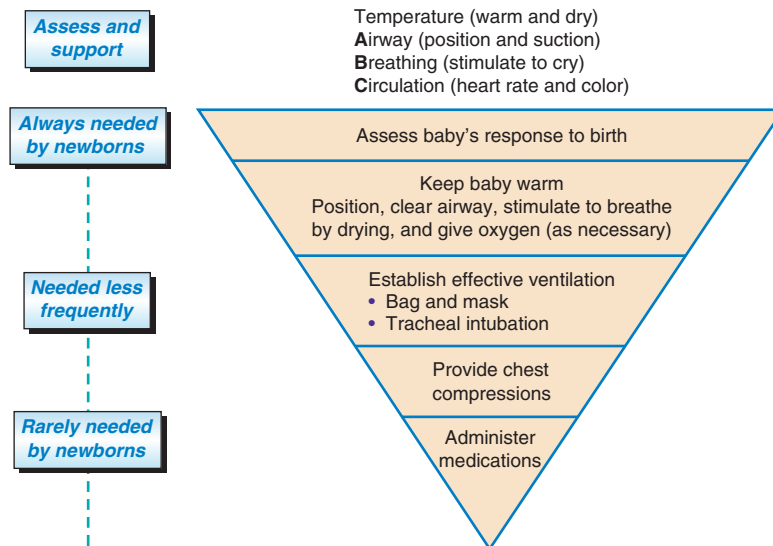 Assess and
support
Temperature (warm and dry)
Airway (position and suction)
Breathing (stimulate to cry)
Circulation (heart rate and color)
Always needed
by newborns
Assess baby's response to birth
Keep baby warm
Position, clear airway, stimulate to breathe
by drying, and give oxygen (as necessary)
Needed less
frequently
Establish effective ventilation
• Bag and mask
• Tracheal intubation
Provide chest
compressions
Rarely needed
by newborns
Administer
medications